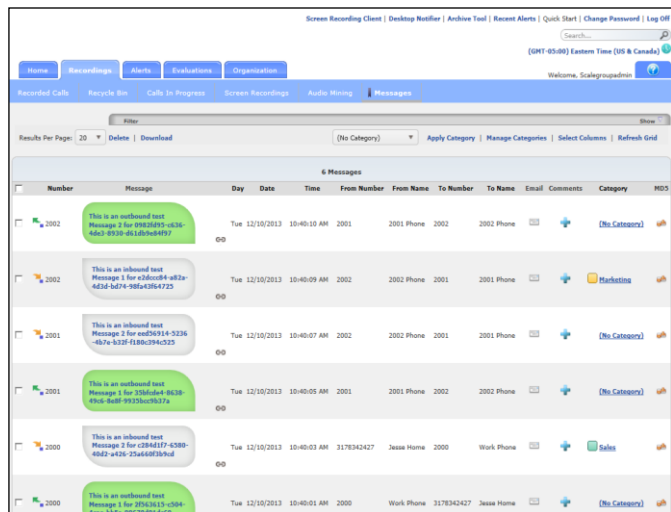 Screen Recording Client | Desktop Notifier | Archive Tool | Recent Alerts | Quick Start | Change Password | Log Off
Search...
(GMT-05:00) Eastern Time (US & Canada)
Home Recordings Alerts Evaluations Organization
Welcome, Scalegroupadmin
Recorded Calls Recycle Bin Calls In Progress Screen Recordings Audio Mining Messages
Filter Show
Results Per Page: 20 Delete | Download (No Category) Apply Category | Manage Categories | Select Columns | Refresh Grid
6 Messages
Number Message Day Date Time From Number From Name To Number To Name Email Comments Category MD5
This is an outbound test
2002 Message 2 for 0982fd95-c636- Tue 12/10/2013 10:40:10 AM 2001 2001 Phone 2002 2002 Phone (No Category)
4de3-8930-d61db9e84f97
This is an inbound test
2002 Message 2 for e2dccc84-a82a- Tue 12/10/2013 10:40:09 AM 2002 2002 Phone 2001 2001 Phone Marketing
4d3d-bd74-98fa43f64725
This is an inbound test
2001 Message 2 for eed56914-5236 Tue 12/10/2013 10:40:07 AM 2002 2002 Phone 2001 2001 Phone (No Category)
-4b7e-b32f-f180c394c525
This is an outbound test
2001 Message 1 for 35bfcde4-8638- Tue 12/10/2013 10:40:05 AM 2001 2001 Phone 2002 2002 Phone (No Category)
49c6-8e8f-9935bcc9b37a
This is an inbound test
2000 Message 2 for c284d1f7-6580- Tue 12/10/2013 10:40:03 AM 3178342427 Jesse Home 2000 Work Phone Sales
40d2-a426-25a660f3b9cd
This is an outbound test
2000 Message 1 for 2f563615-c504- Tue 12/10/2013 10:40:01 AM 2000 Work Phone 3178342427 Jesse Home (No Category)